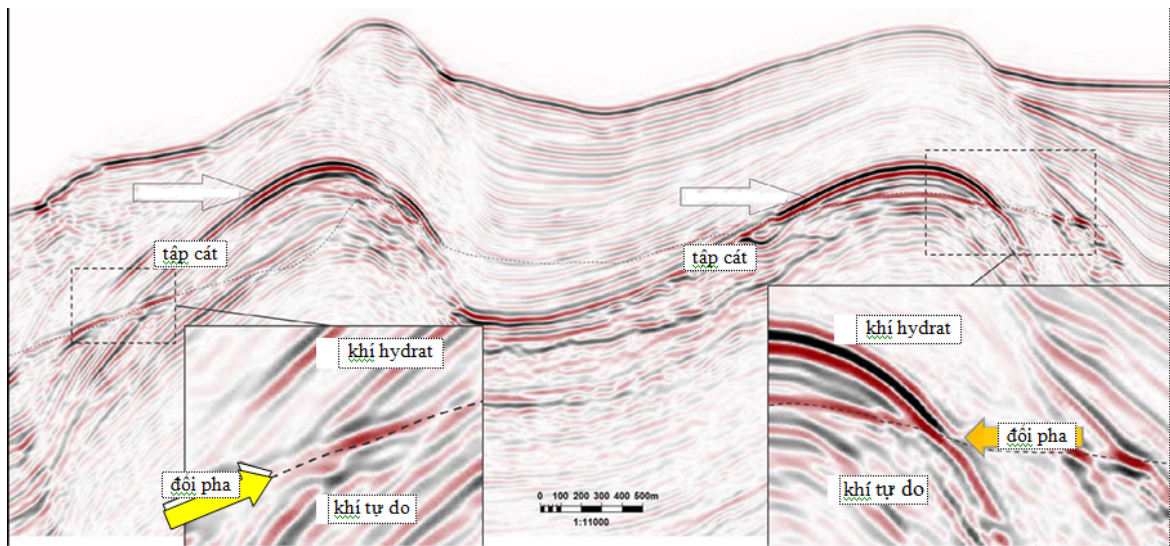 tập cát
tập cát
khí hydrat
đổi pha
khí tự do
0 100 200 300 400 500m
1:11000
khí hydrat
đổi pha
khí tự do